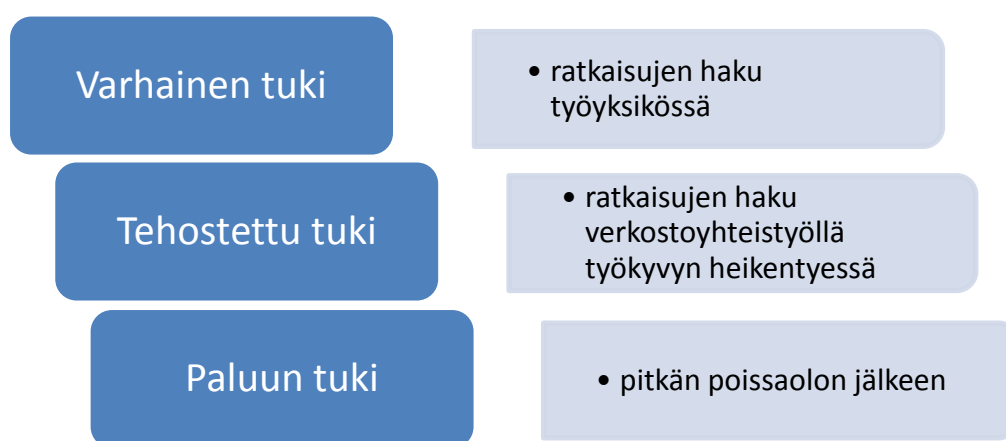 Varhainen tuki
• ratkaisujen haku
työyksikössä
Tehostettu tuki
• ratkaisujen haku
verkostoyhteistyöllä
työkyvyn heikentyessä
Paluun tuki
• pitkän poissaolon jälkeen